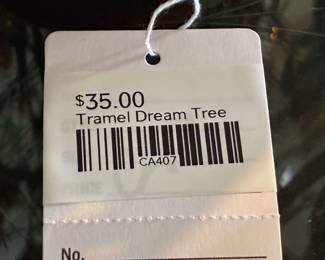 $35.00
Tramel Dream Tree
CA407
No.